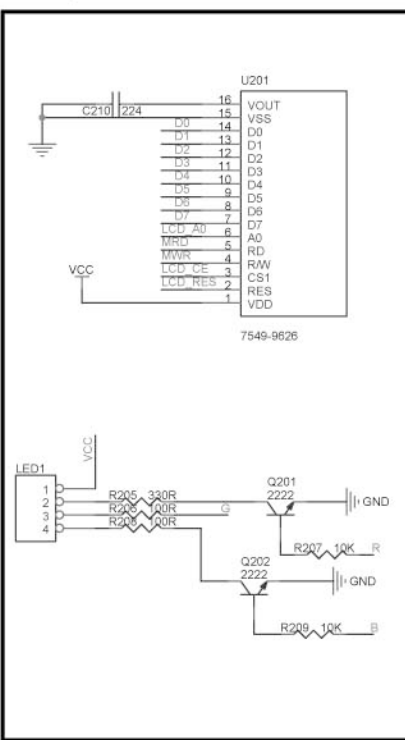 U201
C210 224
16 VOUT
15 VSS
D0 14 D0
D1 13 D1
D2 12 D2
D3 11 D3
D4 10 D4
D5 9 D5
D6 8 D6
D7 7 D7
LCD_A0 6 A0
MRD 5 RD
MWR 4 R/W
LCD_CE 3 CS1
LCD_RES 2 RES
VCC
1 VDD
7549-9626
VCC
LED1
1
2 R205 330R
3 100R G
4 100R
Q201
2222
GND
R207 10K R
Q202
2222
GND
R209 10K B